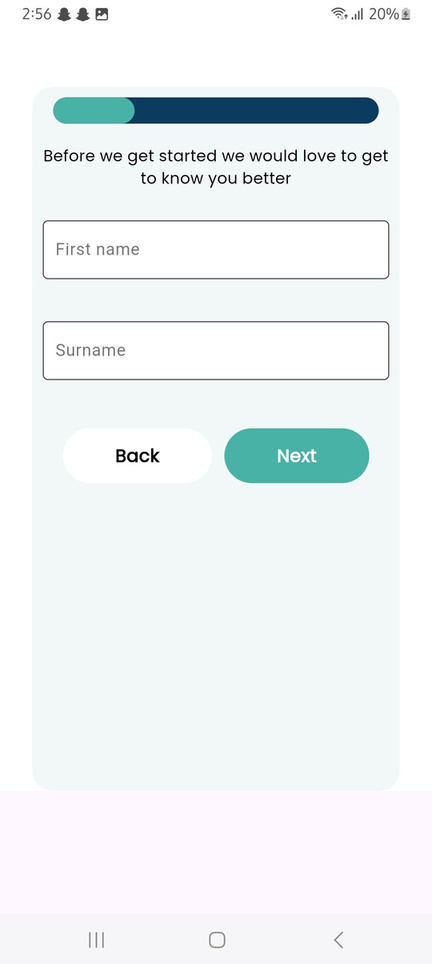 2:56 20%
Before we get started we would love to get
to know you better
First name
Surname
Back Next